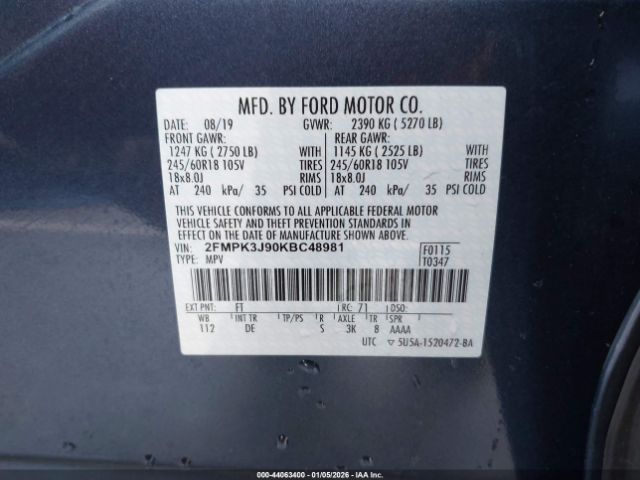 MFD. BY FORD MOTOR CO.
DATE: 08/19 GVWR: 2390 KG ( 5270 LB)
FRONT GAWR: REAR GAWR:
1247 KG ( 2750 LB) WITH 1145 KG ( 2525 LB) WITH
245/60R18 105V TIRES 245/60R18 105V TIRES
18x8.0J RIMS 18x8.0J RIMS
AT 240 kPa/ 35 PSI COLD AT 240 kPa/ 35 PSI COLD
THIS VEHICLE CONFORMS TO ALL APPLICABLE FEDERAL MOTOR
VEHICLE SAFETY AND THEFT PREVENTION STANDARDS IN EFFECT
ON THE DATE OF MANUFACTURE SHOWN ABOVE.
VIN: 2FMPK3J90KBC48981 F0115
TYPE: MPV T0347
EXT PNT: FT RC: 71 DSO:
WB INT TR TP/PS R AXLE TR SPR
112 DE S 3K 8 AAAA
UTC ▽ 5U5A-1520472-BA
© IAA - 44063400 - 01/05/2026 - IAAI.COM